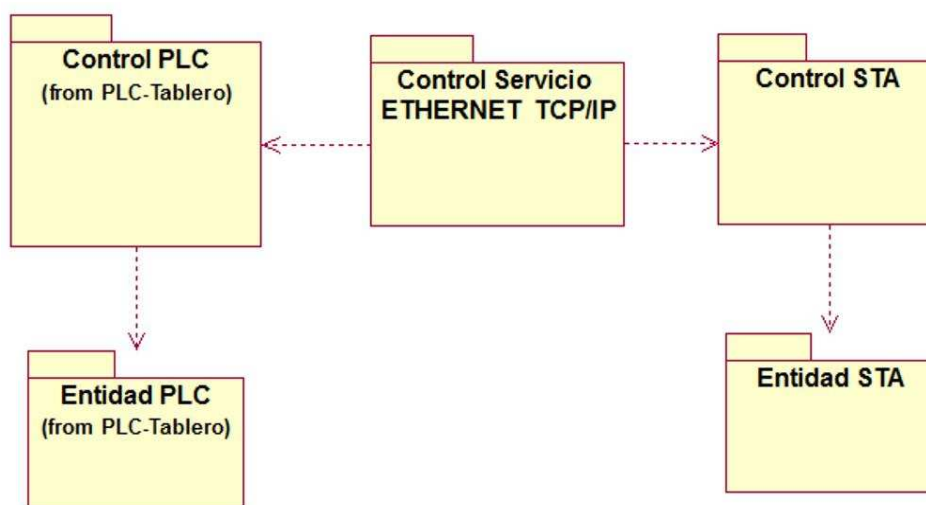 Control PLC
(from PLC-Tablero)
Control Servicio
ETHERNET TCP/IP
Control STA
Entidad PLC
(from PLC-Tablero)
Entidad STA